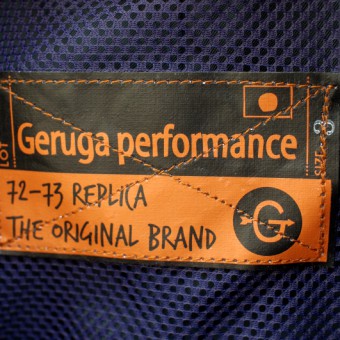 Geruga performance
72-73 REPLiCA
THE ORIGINAL BRAND
G
LOT
SIZE